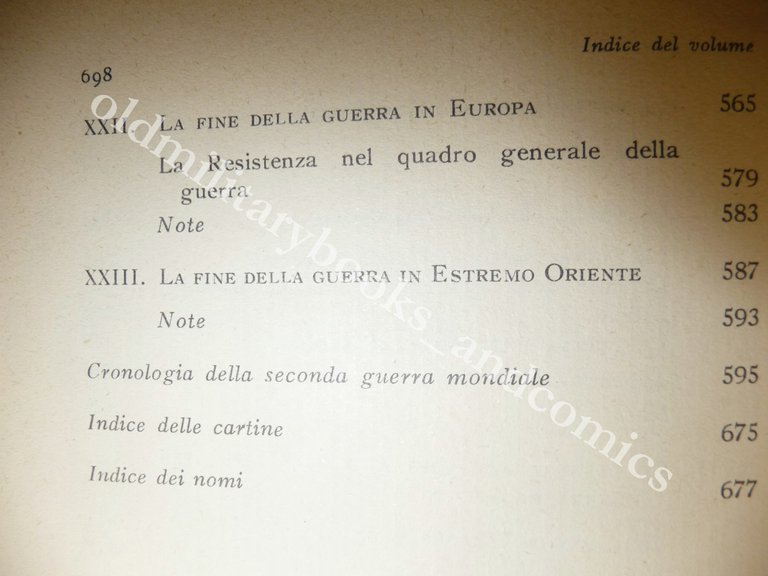 Indice del volume
698
XXII. La fine della guerra in Europa 565
La Resistenza nel quadro generale della
guerra 579
Note 583
XXIII. La fine della guerra in Estremo Oriente 587
Note 593
Cronologia della seconda guerra mondiale 595
Indice delle cartine 675
Indice dei nomi 677
oldmilitarybooks_andcomics